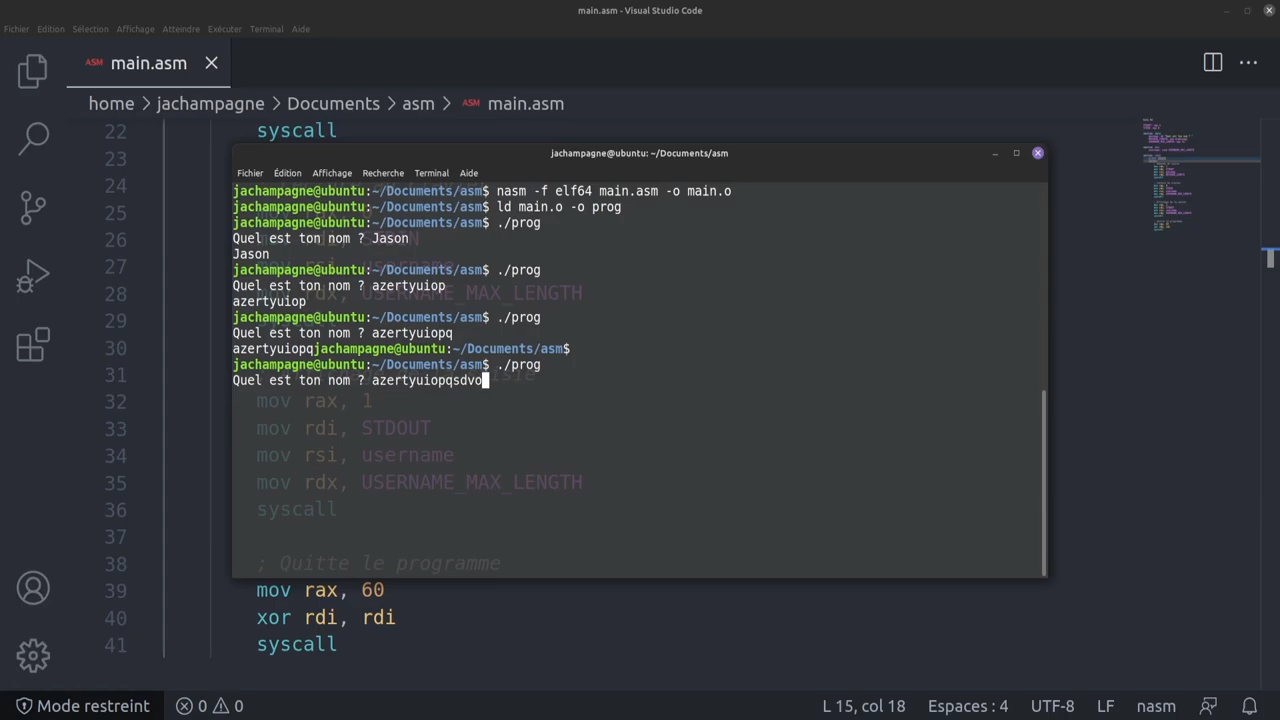 main.asm - Visual Studio Code
Fichier Edition Sélection Affichage Atteindre Exécuter Terminal Aide
ASM main.asm
home > jachampagne > Documents > asm > ASM main.asm
22 syscall
23
24
25
26
27
28
29
30
31
32 mov rax, 1
33 mov rdi, STDOUT
34 mov rsi, username
35 mov rdx, USERNAME_MAX_LENGTH
36 syscall
37
38 ; Quitte le programme
39 mov rax, 60
40 xor rdi, rdi
41 syscall
jachampagne@ubuntu: ~/Documents/asm
Fichier Édition Affichage Recherche Terminal Aide
jachampagne@ubuntu:~/Documents/asm$ nasm -f elf64 main.asm -o main.o
jachampagne@ubuntu:~/Documents/asm$ ld main.o -o prog
jachampagne@ubuntu:~/Documents/asm$ ./prog
Quel est ton nom ? Jason
Jason
jachampagne@ubuntu:~/Documents/asm$ ./prog
Quel est ton nom ? azertyuiop
azertyuiop
jachampagne@ubuntu:~/Documents/asm$ ./prog
Quel est ton nom ? azertyuiopq
azertyuiopqjachampagne@ubuntu:~/Documents/asm$
jachampagne@ubuntu:~/Documents/asm$ ./prog
Quel est ton nom ? azertyuiopqsdvo
Mode restreint 0 0 L 15, col 18 Espaces : 4 UTF-8 LF nasm